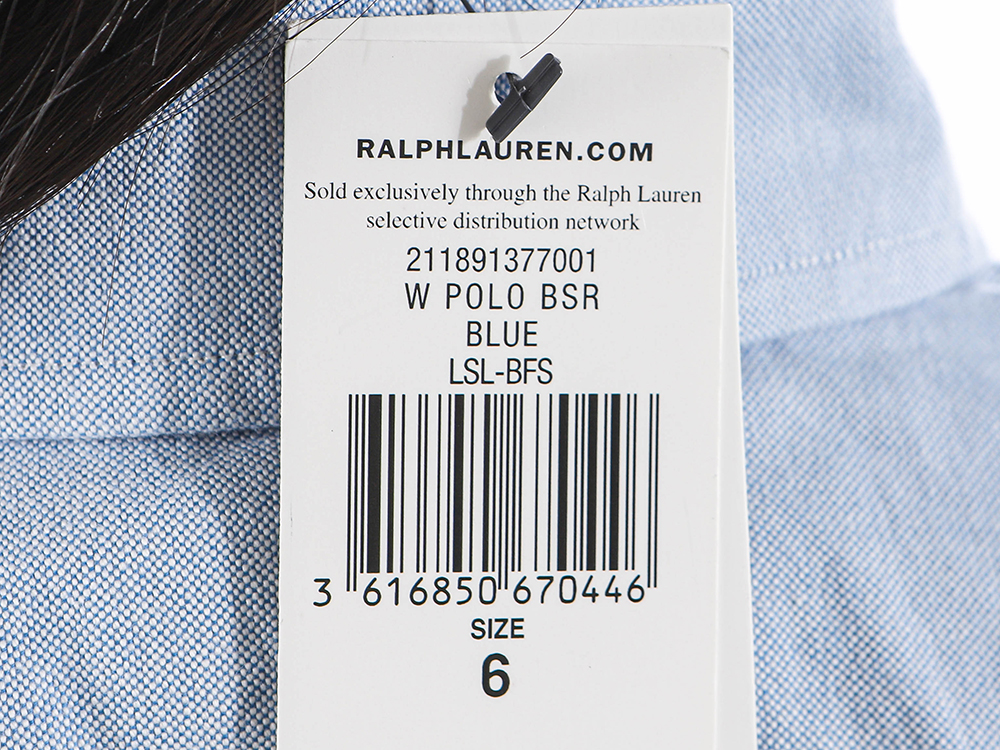 RALPHLAUREN.COM
Sold exclusively through the Ralph Lauren
selective distribution network
211891377001
W POLO BSR
BLUE
LSL-BFS
3 616850 670446
SIZE
6